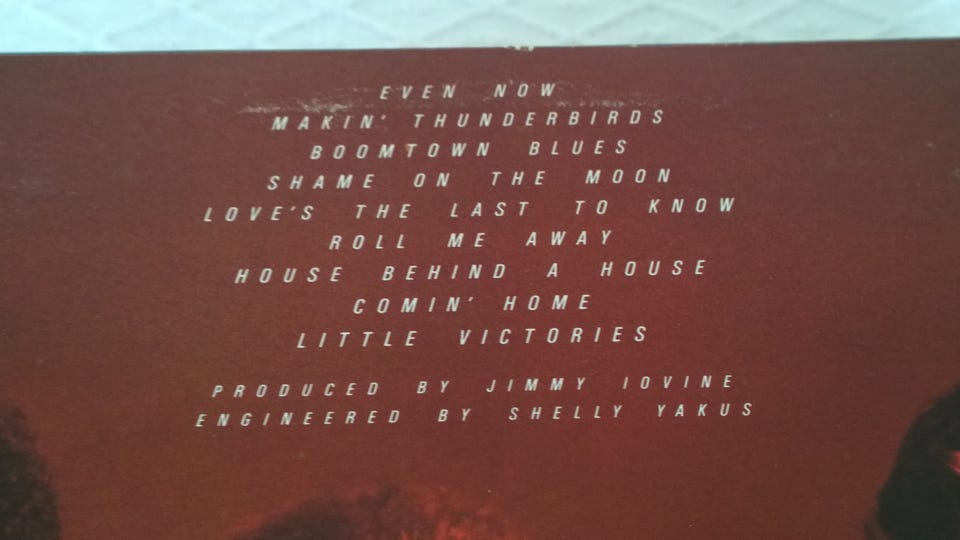 EVEN NOW
MAKIN' THUNDERBIRDS
BOOMTOWN BLUES
SHAME ON THE MOON
LOVE'S THE LAST TO KNOW
ROLL ME AWAY
HOUSE BEHIND A HOUSE
COMIN' HOME
LITTLE VICTORIES
PRODUCED BY JIMMY IOVINE
ENGINEERED BY SHELLY YAKUS